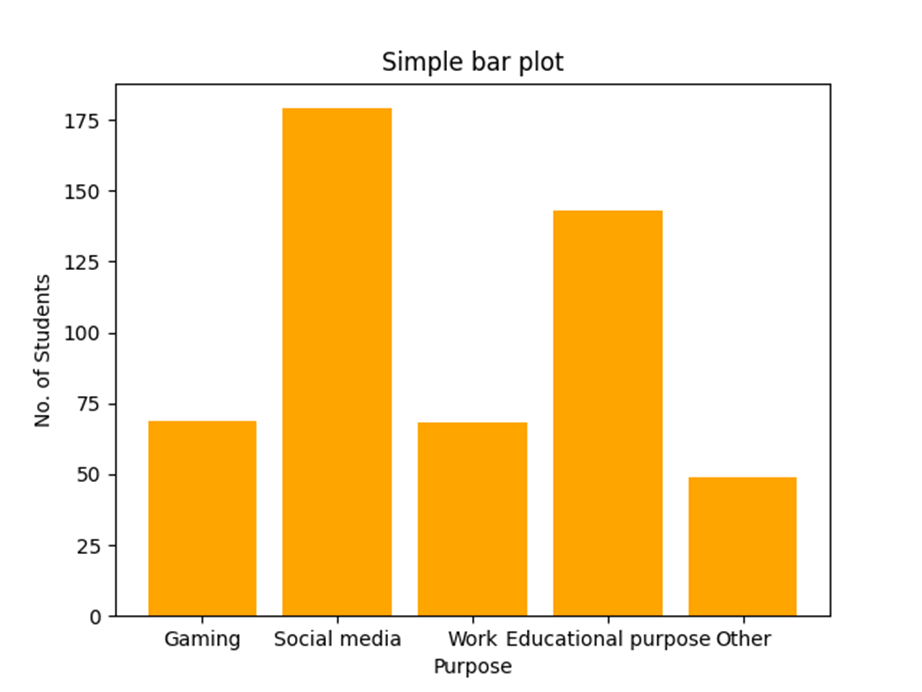 Simple bar plot
No. of Students
175
150
125
100
75
50
25
0
Gaming Social media Work Educational purpose Other
Purpose